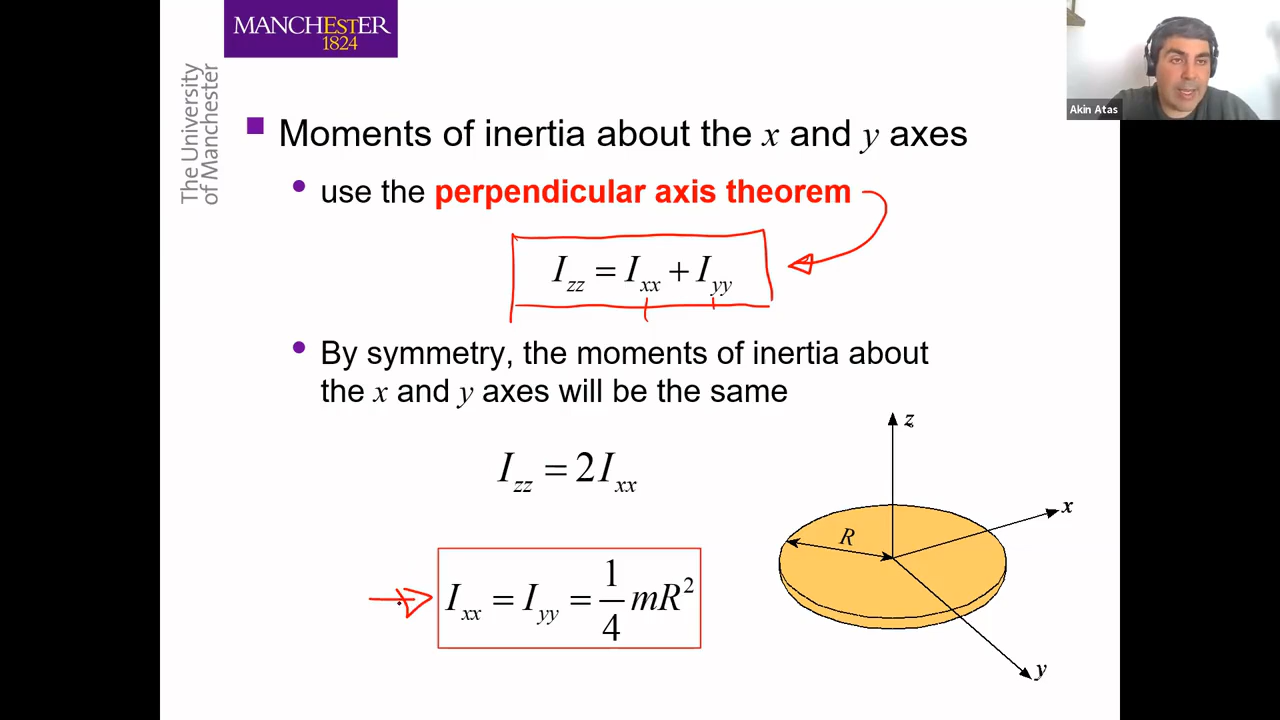 MANCHESTER
1824
The University
of Manchester
Akin Atas
Moments of inertia about the x and y axes
use the perpendicular axis theorem
I_zz = I_xx + I_yy
By symmetry, the moments of inertia about
the x and y axes will be the same
I_zz = 2I_xx
I_xx = I_yy = 1/4 mR²
z
x
R
y